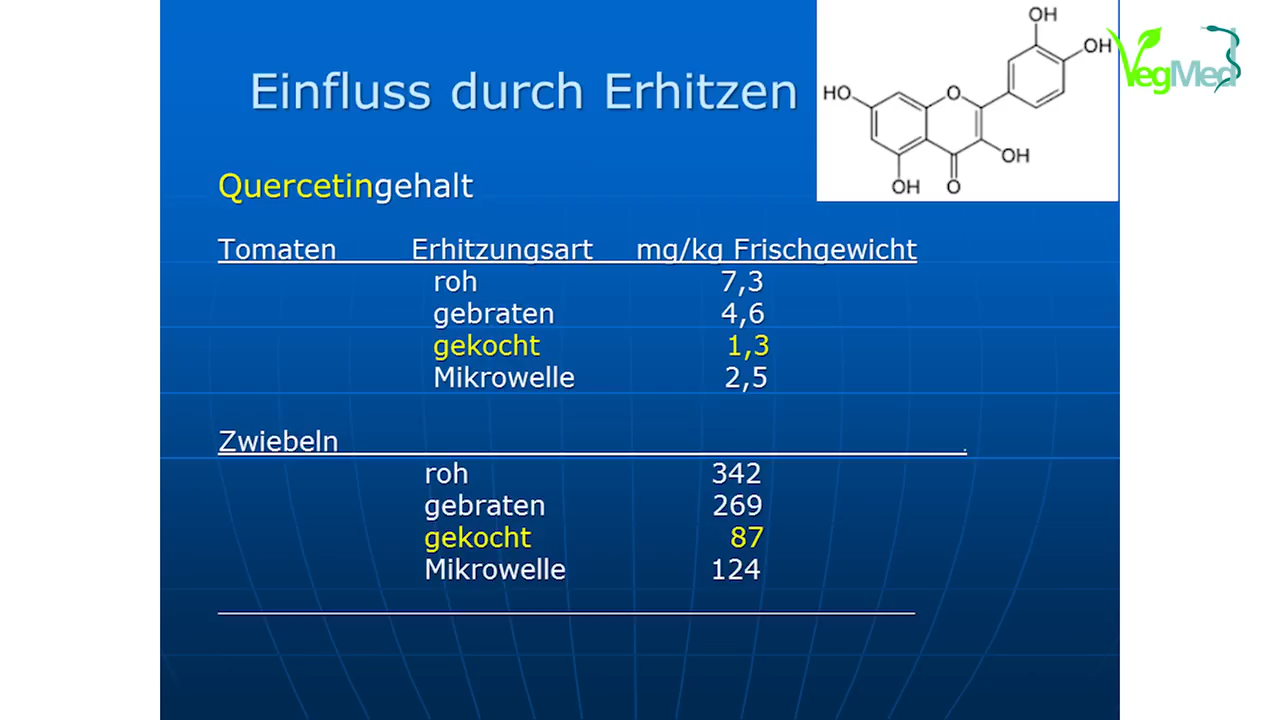 Einfluss durch Erhitzen
OH
OH
HO
O
OH
OH
O
VegMed
Quercetingehalt
Tomaten Erhitzungsart mg/kg Frischgewicht
roh 7,3
gebraten 4,6
gekocht 1,3
Mikrowelle 2,5
Zwiebeln .
roh 342
gebraten 269
gekocht 87
Mikrowelle 124